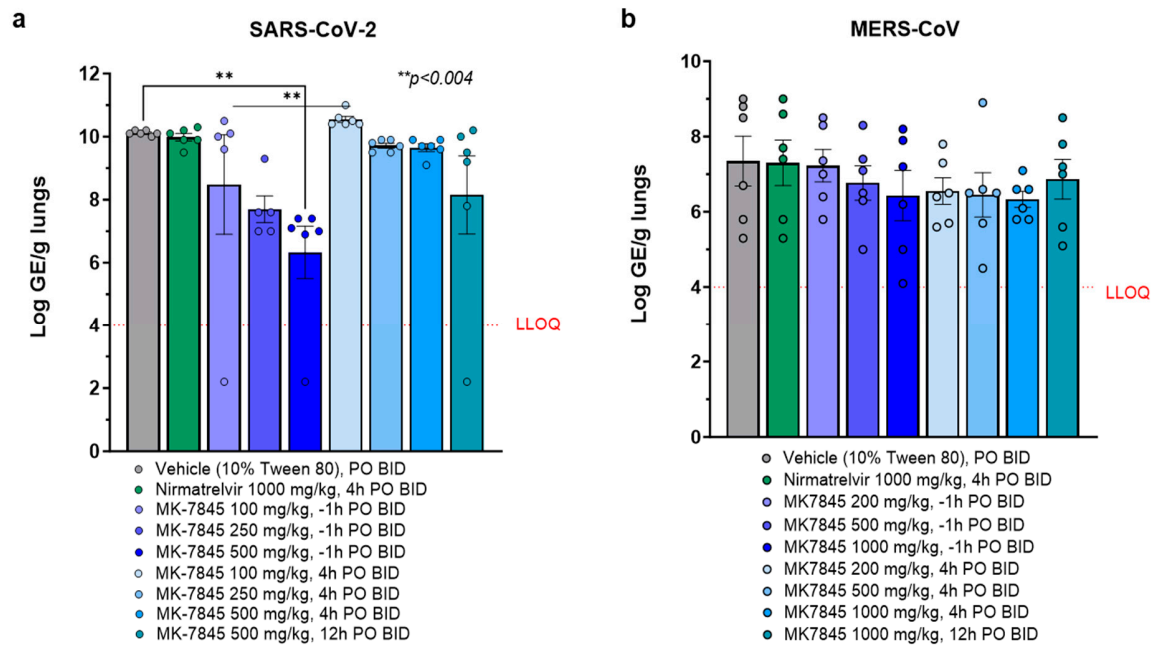 a
SARS-CoV-2
**
**
**p<0.004
Log GE/g lungs
12
10
8
6
4
2
0
LLOQ
Vehicle (10% Tween 80), PO BID
Nirmatrelvir 1000 mg/kg, 4h PO BID
MK-7845 100 mg/kg, -1h PO BID
MK-7845 250 mg/kg, -1h PO BID
MK-7845 500 mg/kg, -1h PO BID
MK-7845 100 mg/kg, 4h PO BID
MK-7845 250 mg/kg, 4h PO BID
MK-7845 500 mg/kg, 4h PO BID
MK-7845 500 mg/kg, 12h PO BID
b
MERS-CoV
Log GE/g lungs
10
8
6
4
2
0
LLOQ
Vehicle (10% Tween 80), PO BID
Nirmatrelvir 1000 mg/kg, 4h PO BID
MK7845 200 mg/kg, -1h PO BID
MK7845 500 mg/kg, -1h PO BID
MK7845 1000 mg/kg, -1h PO BID
MK7845 200 mg/kg, 4h PO BID
MK7845 500 mg/kg, 4h PO BID
MK7845 1000 mg/kg, 4h PO BID
MK7845 1000 mg/kg, 12h PO BID